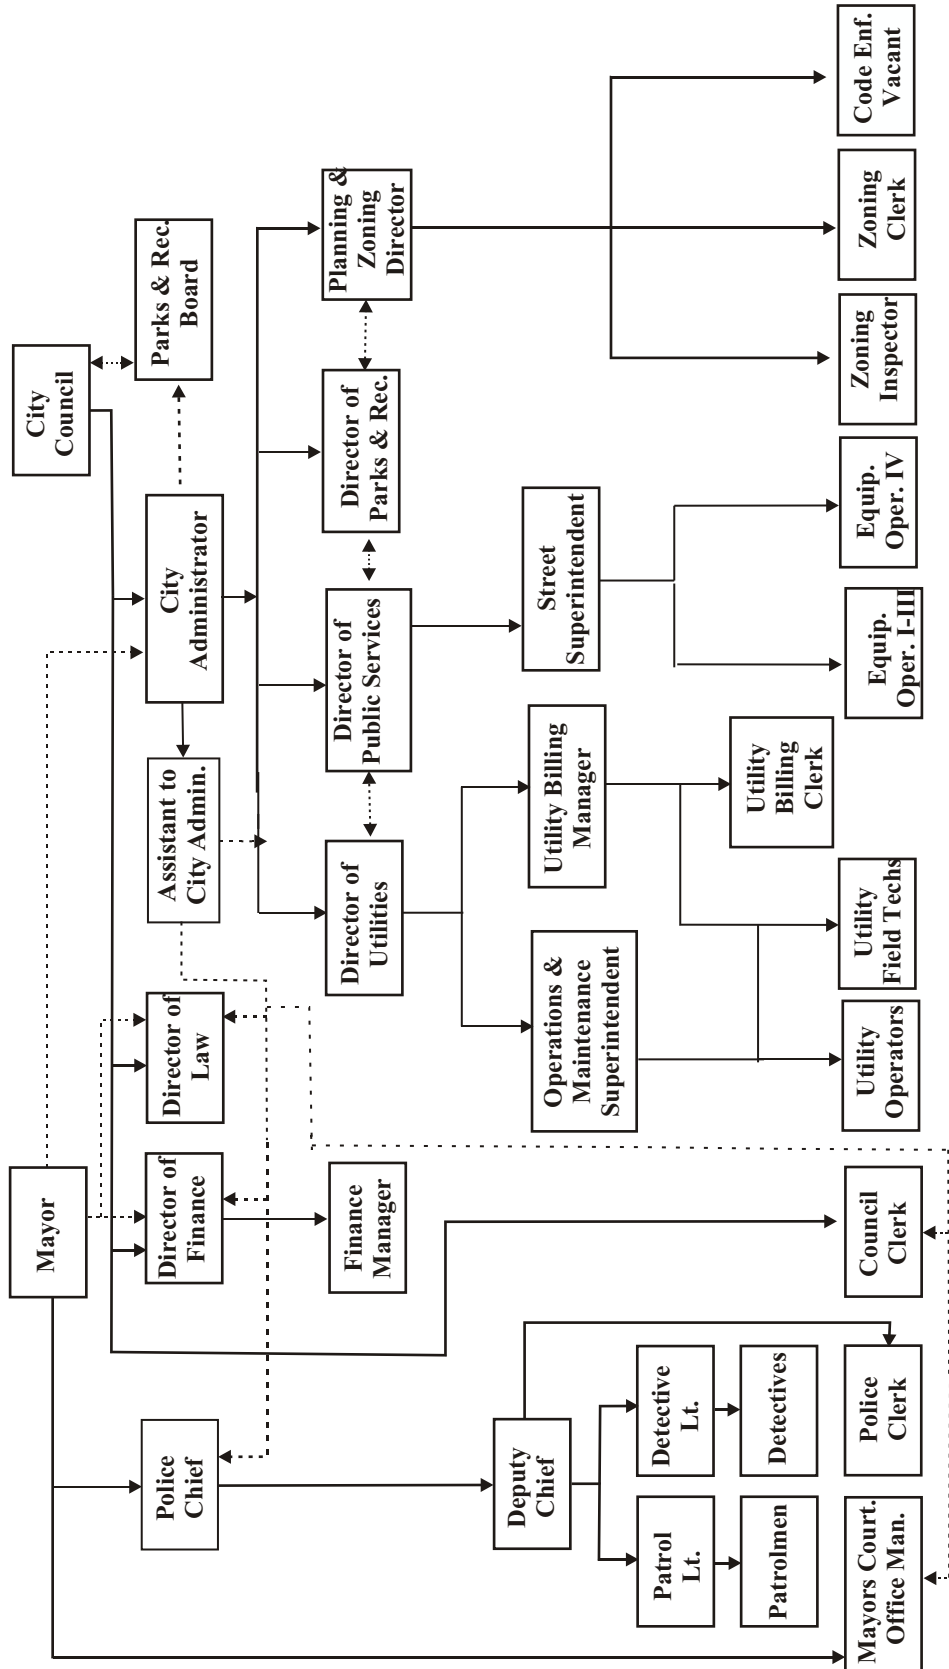 Mayor
City
Council
Police
Chief
Director of
Finance
Director of
Law
Assistant to
City Admin.
City
Administrator
Parks & Rec.
Board
Finance
Manager
Director of
Utilities
Director of
Public Services
Director of
Parks & Rec.
Planning &
Zoning
Director
Deputy
Chief
Operations &
Maintenance
Superintendent
Utility Billing
Manager
Street
Superintendent
Patrol
Lt.
Detective
Lt.
Patrolmen
Detectives
Utility
Billing
Clerk
Mayors Court.
Office Man.
Police
Clerk
Council
Clerk
Utility
Operators
Utility
Field Techs
Equip.
Oper. I-III
Equip.
Oper. IV
Zoning
Inspector
Zoning
Clerk
Code Enf.
Vacant